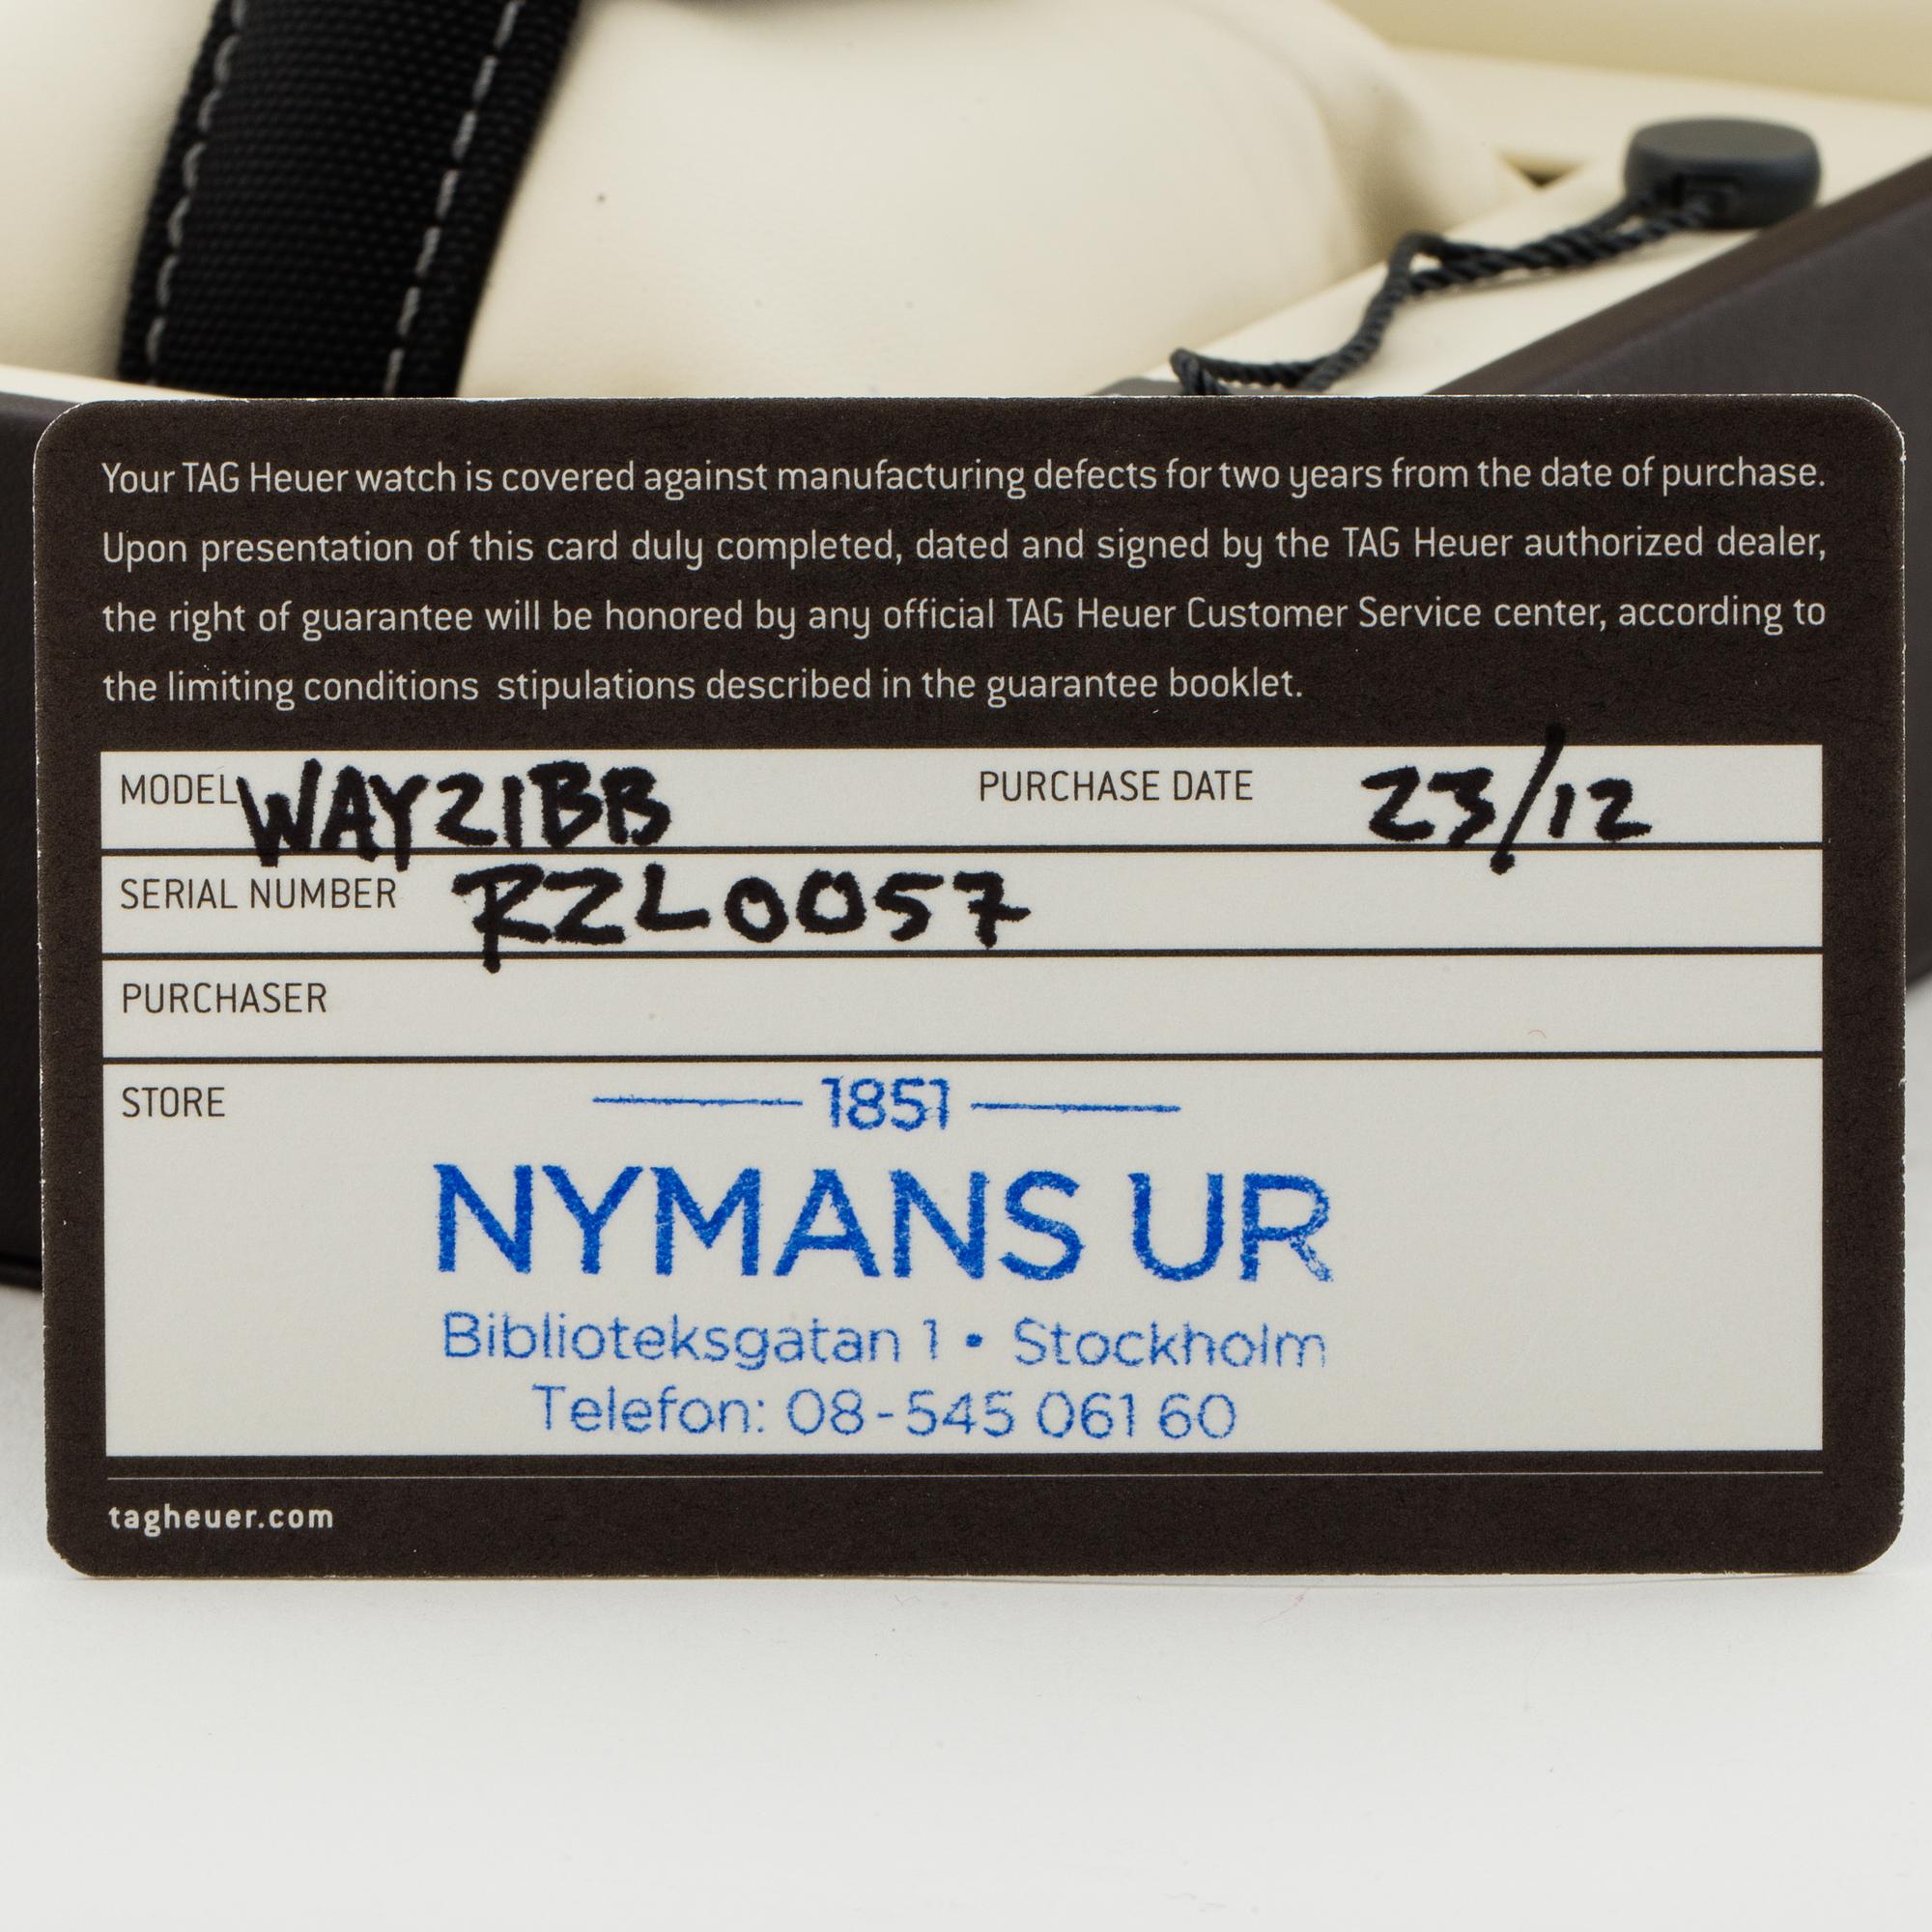 Your TAG Heuer watch is covered against manufacturing defects for two years from the date of purchase.
Upon presentation of this card duly completed, dated and signed by the TAG Heuer authorized dealer,
the right of guarantee will be honored by any official TAG Heuer Customer Service center, according to
the limiting conditions stipulations described in the guarantee booklet.
MODEL WAY21BB PURCHASE DATE 23/12
SERIAL NUMBER RZL0057
PURCHASER
STORE 1851
NYMANS UR
Biblioteksgatan 1 • Stockholm
Telefon: 08-545 061 60
tagheuer.com